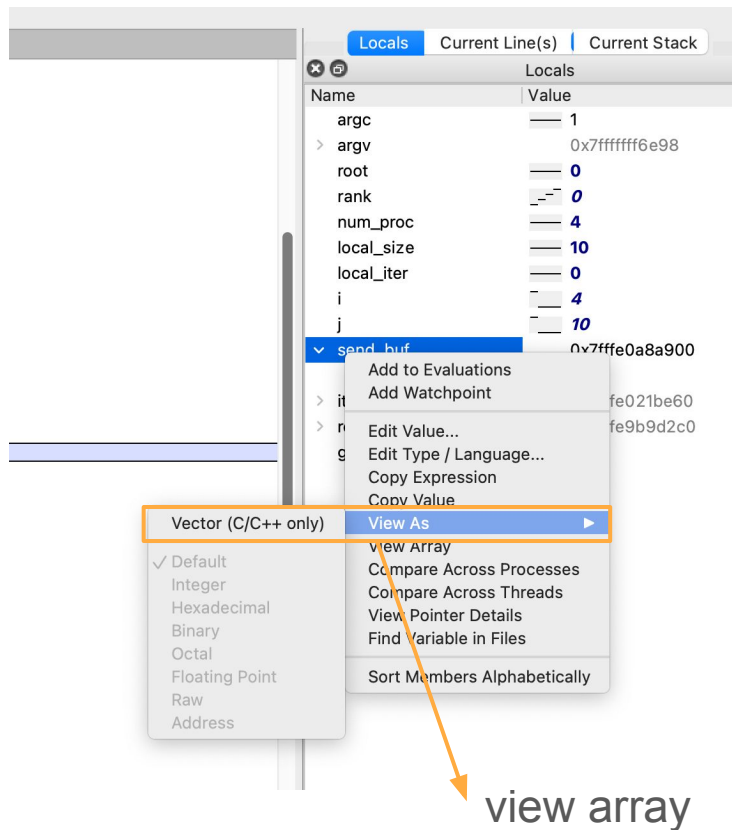 Locals Current Line(s) Current Stack
Locals
Name Value
argc 1
argv 0x7fffffff6e98
root 0
rank 0
num_proc 4
local_size 10
local_iter 0
i 4
j 10
send_buf 0x7fffe0a8a900
Add to Evaluations
Add Watchpoint
it fe021be60
r fe9b9d2c0
Edit Value...
g
Edit Type / Language...
Copy Expression
Copy Value
Vector (C/C++ only) View As
View Array
Default
Compare Across Processes
Integer
Compare Across Threads
Hexadecimal
View Pointer Details
Binary
Find Variable in Files
Octal
Floating Point
Sort Members Alphabetically
Raw
Address
view array